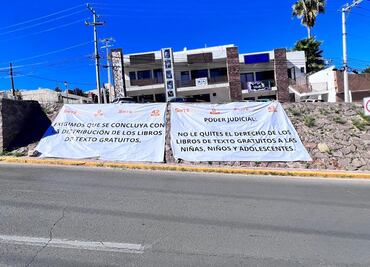 EXIGIMOS QUE SE CONCLUYA CON
LA DISTRIBUCIÓN DE LOS LIBROS
DE TEXTO GRATUITOS.
PODER JUDICIAL:
NO LE QUITES EL DERECHO DE LOS
LIBROS DE TEXTO GRATUITOS A LAS
NIÑAS, NIÑOS Y ADOLESCENTES.